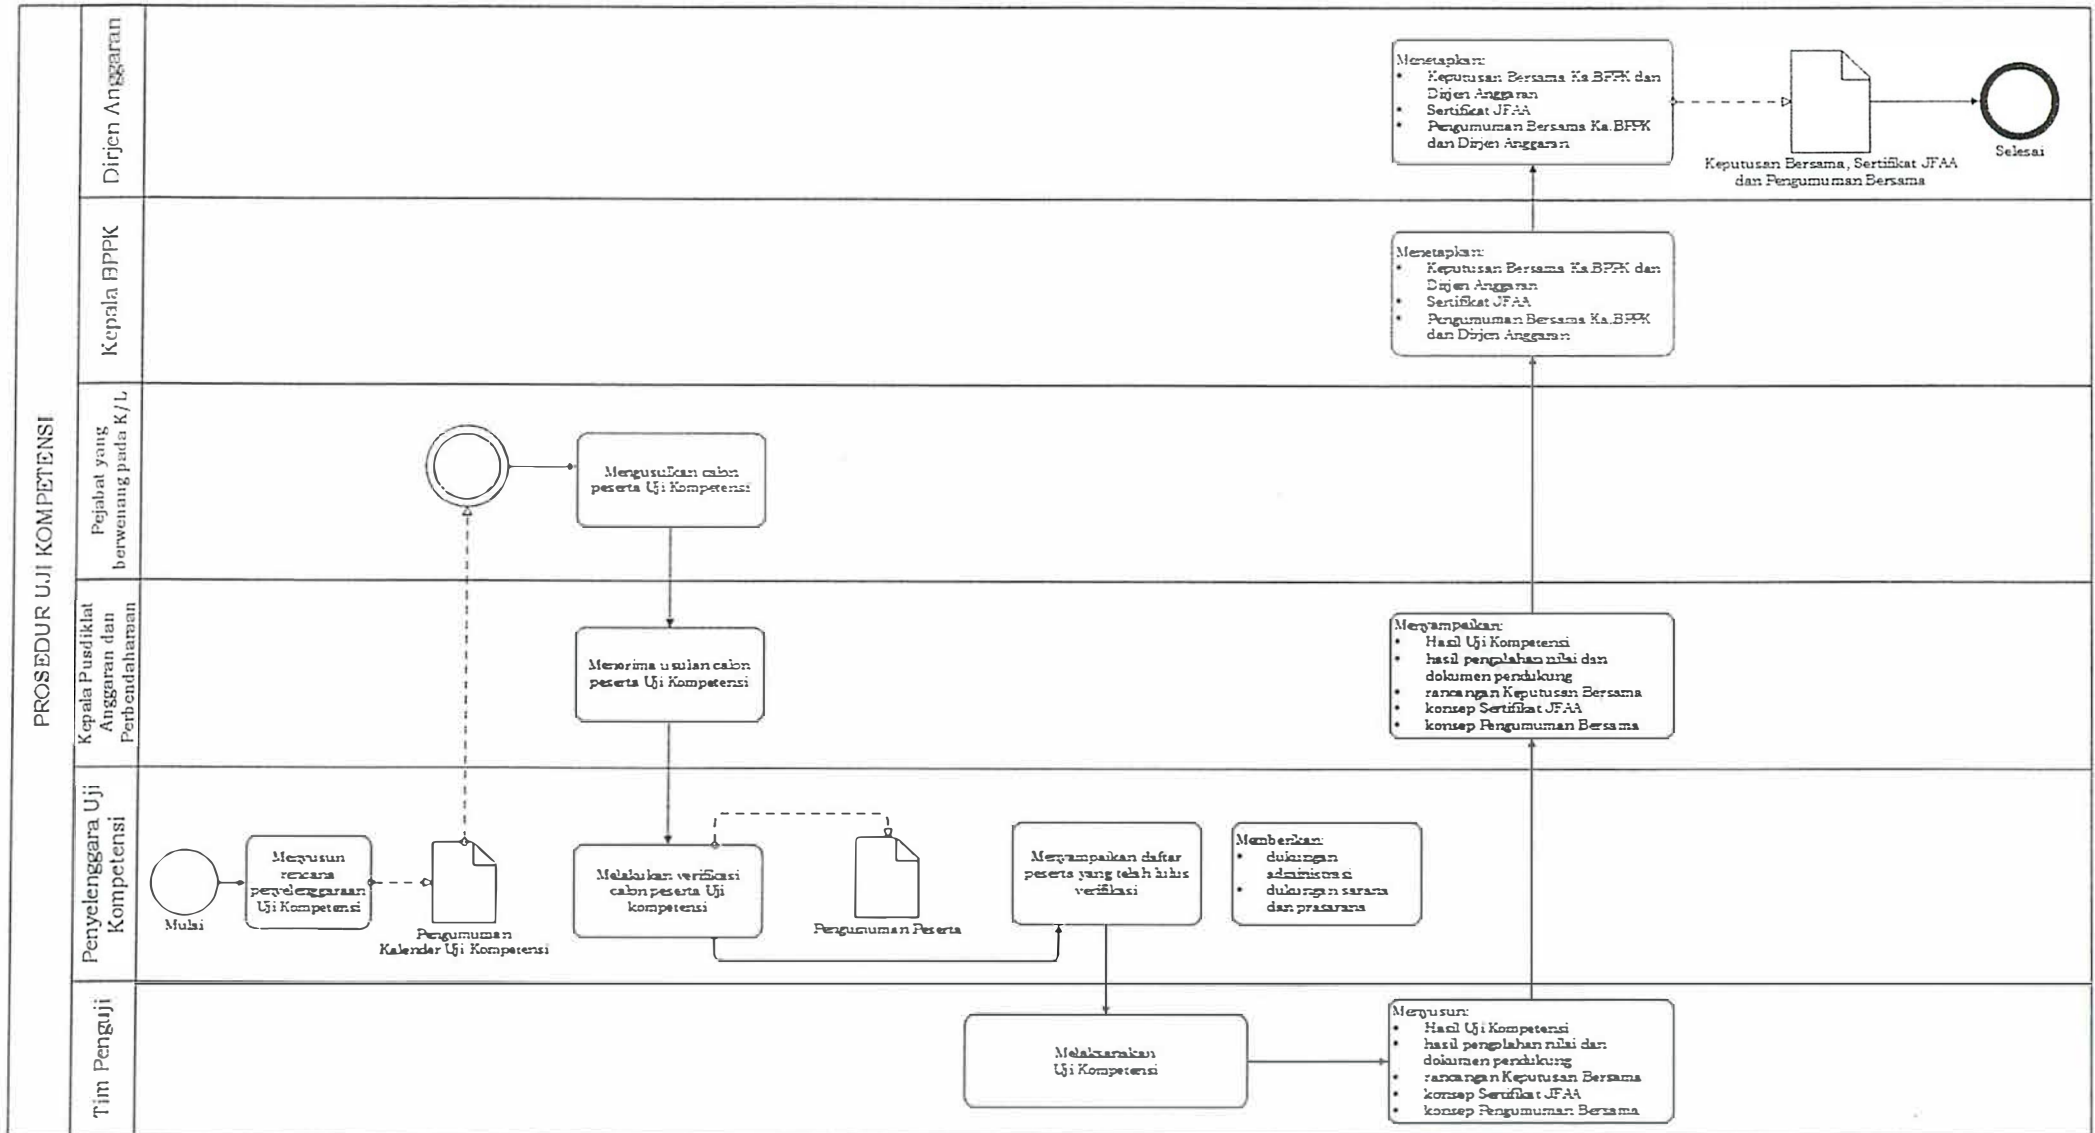 PROSEDUR UJI KOMPETENSI
Dirjen Anggaran
Menetapkan:
• Keputusan Bersama Ka.BPPK dan
Dirjen Anggaran
• Sertifikat JFAA
• Pengumuman Bersama Ka.BPPK
dan Dirjen Anggaran
Keputusan Bersama, Sertifikat JFAA
dan Pengumuman Bersama
Selesai
Kepala BPPK
Menetapkan:
• Keputusan Bersama Ka.BPPK dan
Dirjen Anggaran
• Sertifikat JFAA
• Pengumuman Bersama Ka.BPPK
dan Dirjen Anggaran
Pejabat yang
berwenang pada K/L
Mengusulkan calon
peserta Uji Kompetensi
Kepala Pusdiklat
Anggaran dan
Perbendaharaan
Menerima usulan calon
peserta Uji Kompetensi
Menyampaikan:
• Hasil Uji Kompetensi
• hasil pengolahan nilai dan
dokumen pendukung
• rancangan Keputusan Bersama
• konsep Sertifikat JFAA
• konsep Pengumuman Bersama
Penyelenggara Uji
Kompetensi
Mulai
Menyusun
rencana
penyelenggaraan
Uji Kompetensi
Pengumuman
Kalender Uji Kompetensi
Melakukan verifikasi
calon peserta Uji
kompetensi
Pengumuman Peserta
Menyampaikan daftar
peserta yang telah lulus
verifikasi
Memberikan:
• dukungan
administrasi
• dukungan sarana
dan prasarana
Tim Penguji
Melaksanakan
Uji Kompetensi
Menyusun:
• Hasil Uji Kompetensi
• hasil pengolahan nilai dan
dokumen pendukung
• rancangan Keputusan Bersama
• konsep Sertifikat JFAA
• konsep Pengumuman Bersama